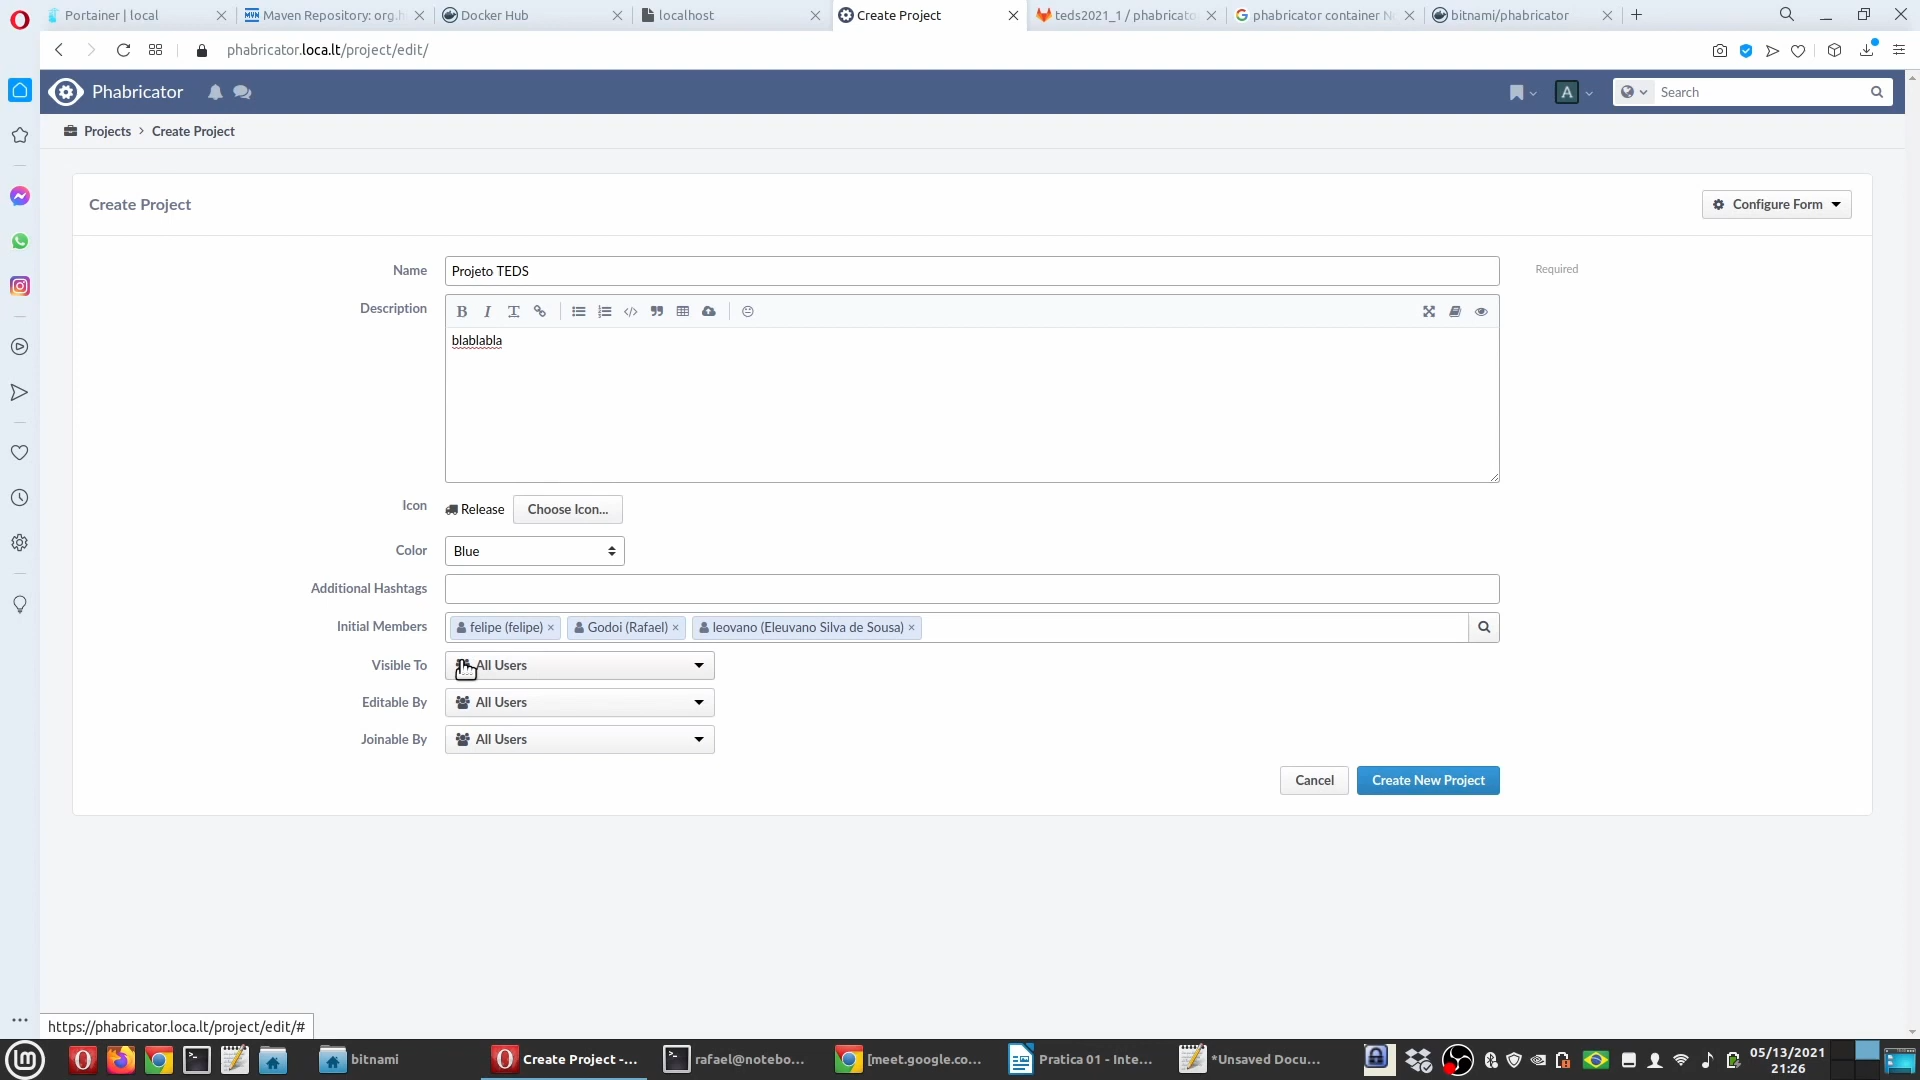 Portainer | local
Maven Repository: org.h
Docker Hub
localhost
Create Project
teds2021_1 / phabricato
phabricator container N
bitnami/phabricator
phabricator.loca.lt/project/edit/
Phabricator
A
Search
Projects > Create Project
Create Project
Configure Form
Name
Projeto TEDS
Required
Description
blablabla
Icon
Release
Choose Icon...
Color
Blue
Additional Hashtags
Initial Members
felipe (felipe) ×
Godoi (Rafael) ×
leovano (Eleuvano Silva de Sousa) ×
Visible To
All Users
Editable By
All Users
Joinable By
All Users
Cancel
Create New Project
https://phabricator.loca.lt/project/edit/#
bitnami
Create Project -...
rafael@notebo...
[meet.google.co...
Pratica 01 - Inte...
*Unsaved Docu...
05/13/2021
21:26